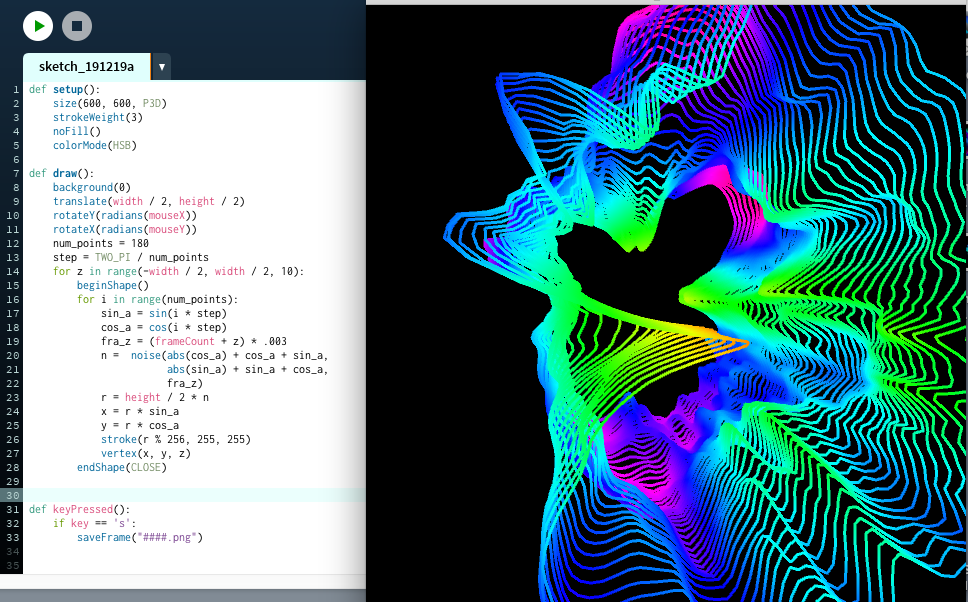 sketch_191219a ▼
1 def setup():
2     size(600, 600, P3D)
3     strokeWeight(3)
4     noFill()
5     colorMode(HSB)
6
7 def draw():
8     background(0)
9     translate(width / 2, height / 2)
10     rotateY(radians(mouseX))
11     rotateX(radians(mouseY))
12     num_points = 180
13     step = TWO_PI / num_points
14     for z in range(-width / 2, width / 2, 10):
15         beginShape()
16         for i in range(num_points):
17             sin_a = sin(i * step)
18             cos_a = cos(i * step)
19             fra_z = (frameCount + z) * .003
20             n =  noise(abs(cos_a) + cos_a + sin_a,
21                        abs(sin_a) + sin_a + cos_a,
22                        fra_z)
23             r = height / 2 * n
24             x = r * sin_a
25             y = r * cos_a
26             stroke(r % 256, 255, 255)
27             vertex(x, y, z)
28         endShape(CLOSE)
29
30
31 def keyPressed():
32     if key == 's':
33         saveFrame("####.png")
34
35